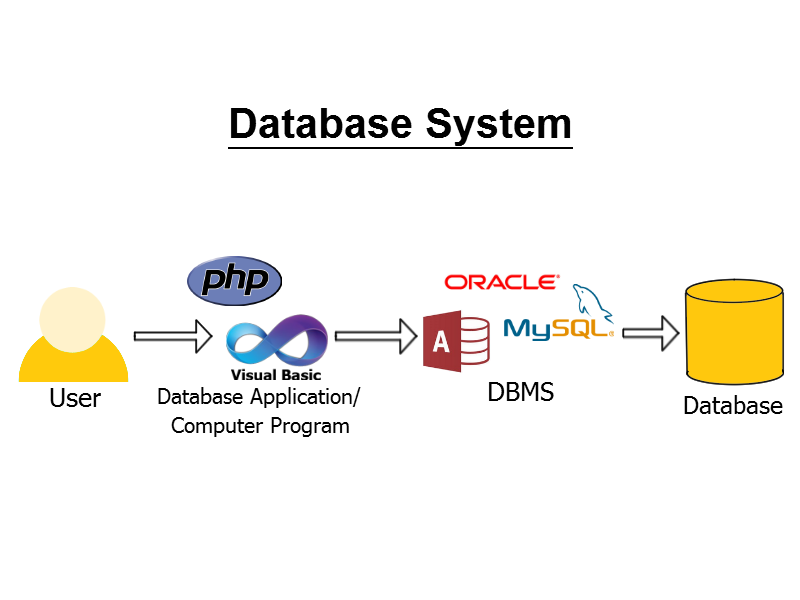 Database System
php
ORACLE®
Visual Basic
A
MySQL®
User
Database Application/
Computer Program
DBMS
Database